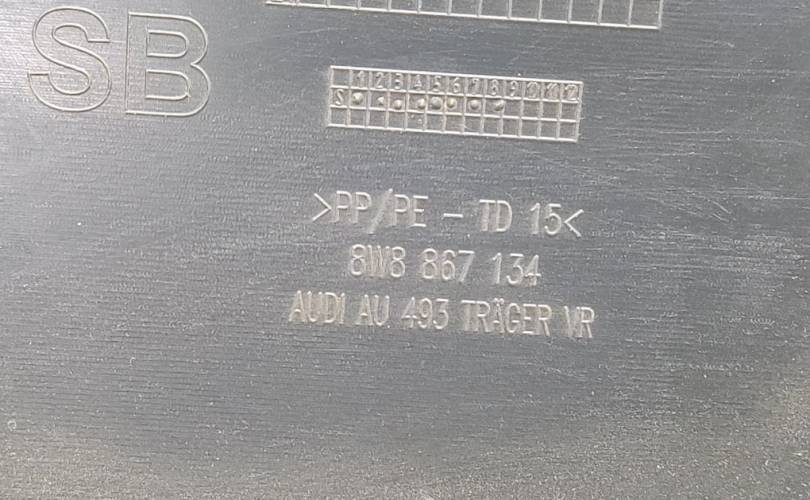 SB
1 2 3 4 5 6 7 8 9 10 11 12
S
>PP/PE - TD 15<
8W8 867 134
AUDI AU 493 TRÄGER VR